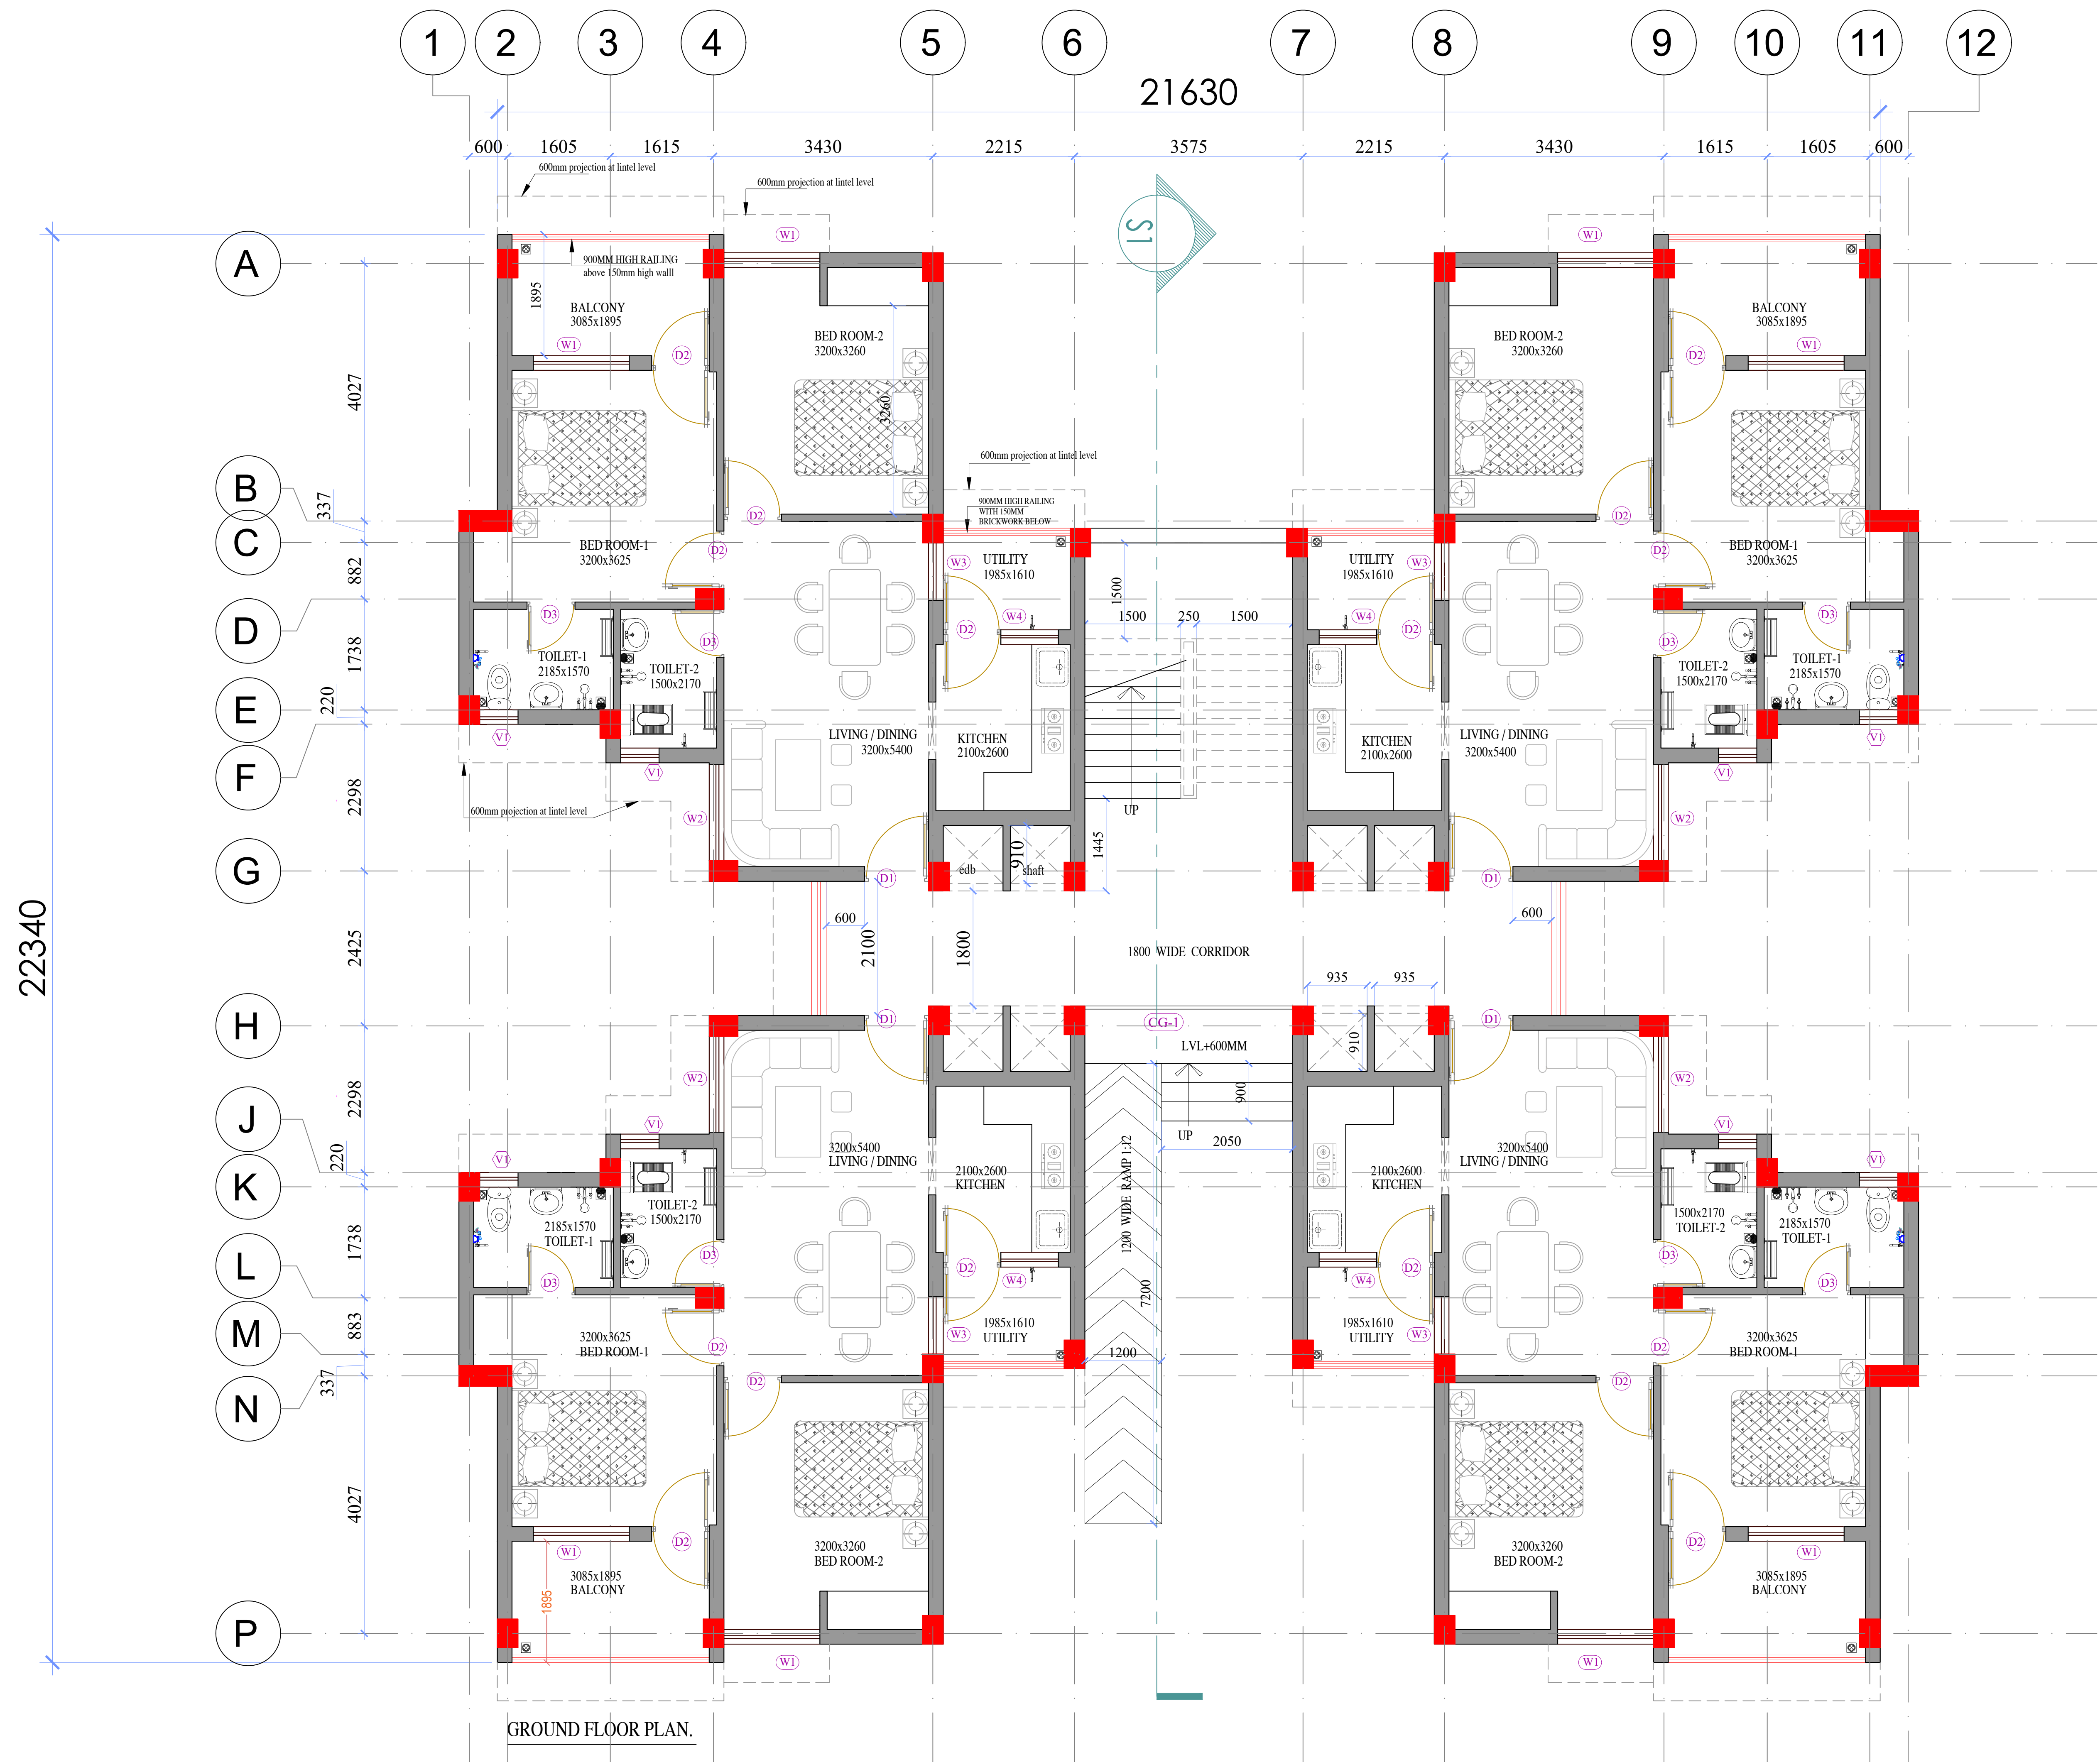 1 2 3 4 5 6 7 8 9 10 11 12
21630
600 1605 1615 3430 2215 3575 2215 3430 1615 1605 600
600mm projection at lintel level
600mm projection at lintel level
S1
W1 W1
A
900MM HIGH RAILING
above 150mm high walll
1895
BALCONY
3085x1895
BALCONY
3085x1895
W1 D2
BED ROOM-2
3200x3260
BED ROOM-2
3200x3260
D2 W1
4027
3260
600mm projection at lintel level
B
337
900MM HIGH RAILING
WITH 150MM
BRICKWORK BELOW
D2 D2
C
BED ROOM-1
3200x3625
D2
UTILITY
1985x1610
W3
UTILITY
1985x1610
W3
D2
BED ROOM-1
3200x3625
882
1500
1500 250 1500
D
D3 D3 W4 D2 W4 D2 D3 D3
1738
TOILET-1
2185x1570
TOILET-2
1500x2170
TOILET-2
1500x2170
TOILET-1
2185x1570
220
E
V1 V1
LIVING / DINING
3200x5400
KITCHEN
2100x2600
KITCHEN
2100x2600
LIVING / DINING
3200x5400
V1 V1
F
2298
UP
600mm projection at lintel level
W2 W2
910
1445
G
edb shaft
D1 D1
600 600
22340
2425
2100
1800
1800 WIDE CORRIDOR
935 935
H
D1 CG-1 D1
LVL+600MM
910
900
W2 W2
2298
J
V1 V1
UP
2050
V1 V1
220
K
3200x5400
LIVING / DINING
2100x2600
KITCHEN
1200 WIDE RAMP 1:12
2100x2600
KITCHEN
3200x5400
LIVING / DINING
1738
2185x1570
TOILET-1
TOILET-2
1500x2170
1500x2170
TOILET-2
2185x1570
TOILET-1
L
D3 D3 D2 W4 W4 D2 D3 D3
7200
M
883
3200x3625
BED ROOM-1
D2
1985x1610
UTILITY
W3
1985x1610
UTILITY
W3
D2
3200x3625
BED ROOM-1
1200
N
337
D2 D2
4027
W1 D2
3200x3260
BED ROOM-2
3200x3260
BED ROOM-2
D2 W1
3085x1895
BALCONY
3085x1895
BALCONY
1895
P
W1 W1
GROUND FLOOR PLAN.